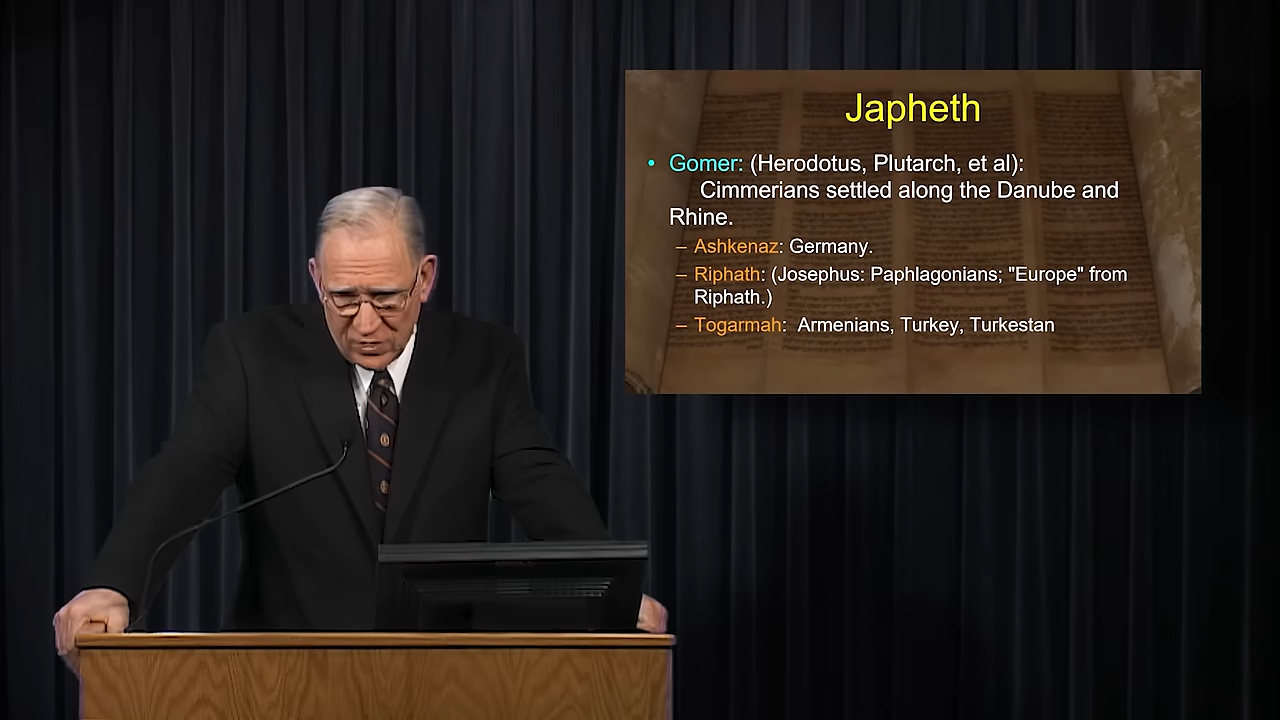 Japheth
• Gomer: (Herodotus, Plutarch, et al):
Cimmerians settled along the Danube and
Rhine.
– Ashkenaz: Germany.
– Riphath: (Josephus: Paphlagonians; "Europe" from
Riphath.)
– Togarmah: Armenians, Turkey, Turkestan